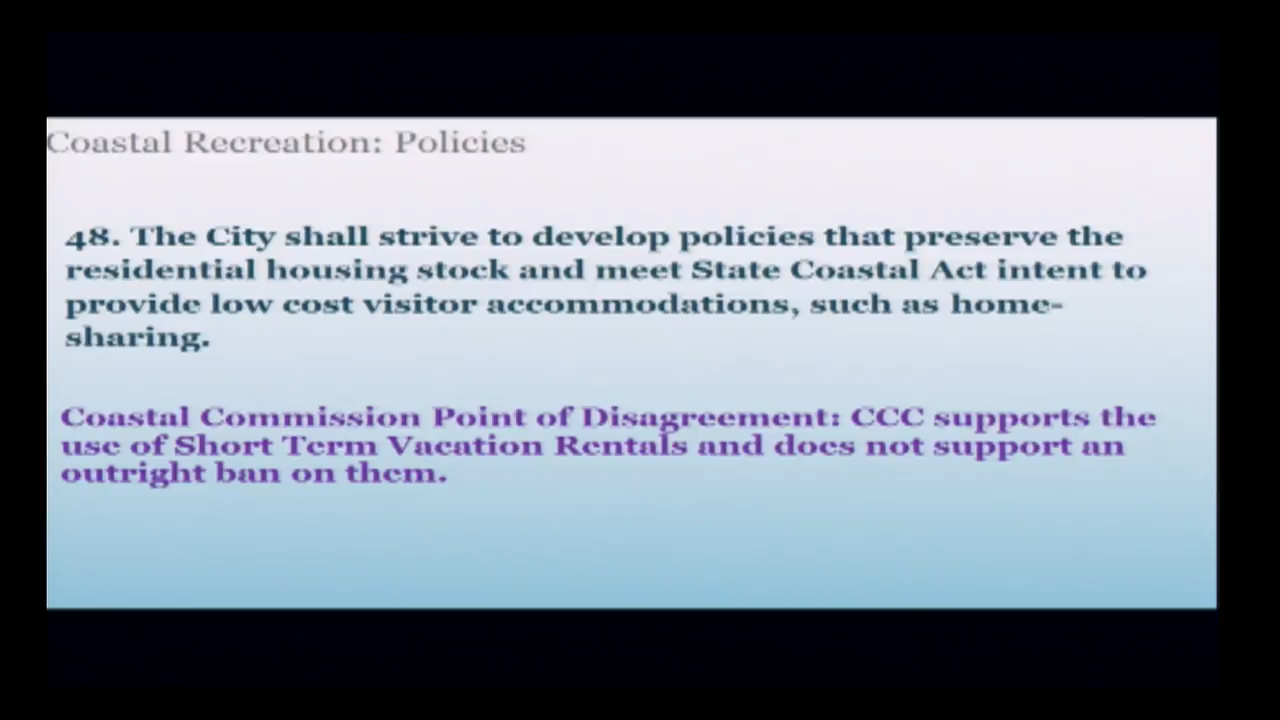 Coastal Recreation: Policies
48. The City shall strive to develop policies that preserve the
residential housing stock and meet State Coastal Act intent to
provide low cost visitor accommodations, such as home-
sharing.
Coastal Commission Point of Disagreement: CCC supports the
use of Short Term Vacation Rentals and does not support an
outright ban on them.